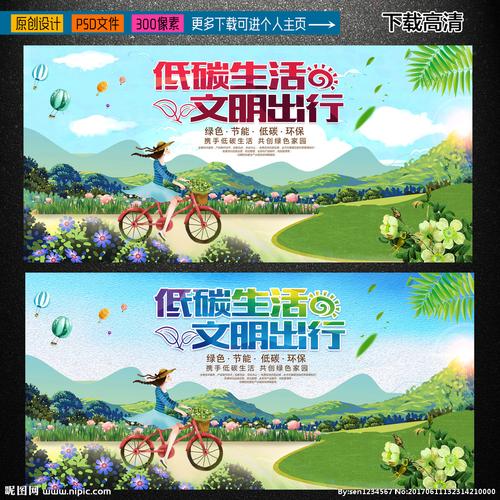 原创设计
PSD文件
300像素
更多下载可进个人主页>>>
下载高清
低碳生活
文明出行
绿色·节能·低碳·环保
携手低碳生活 共创绿色家园
低碳生活
文明出行
绿色·节能·低碳·环保
携手低碳生活 共创绿色家园
昵图网 www.nipic.com
By:sen1234567 No:20170611132314210000